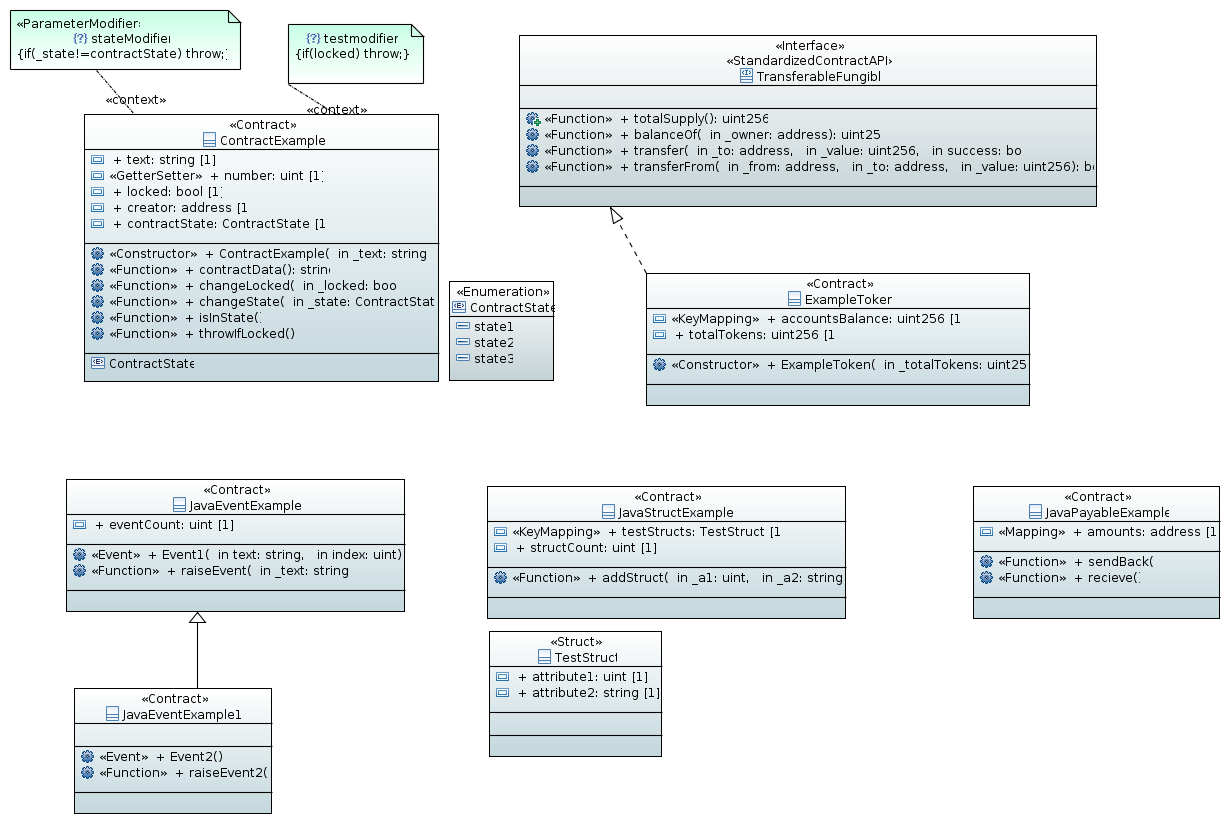 «ParameterModifier:
{?} stateModifier
{if(_state!=contractState) throw;}
{?} testmodifier
{if(locked) throw;}
«context»
«context»
«Contract»
ContractExample
+ text: string [1]
«GetterSetter» + number: uint [1]
+ locked: bool [1]
+ creator: address [1
+ contractState: ContractState [1
«Constructor» + ContractExample( in _text: string
«Function» + contractData(): string
«Function» + changeLocked( in _locked: boo
«Function» + changeState( in _state: ContractStat
«Function» + isInState()
«Function» + throwIfLocked()
ContractState
«Enumeration»
ContractState
state1
state2
state3
«Interface»
«StandardizedContractAPI»
TransferableFungibl
«Function» + totalSupply(): uint256
«Function» + balanceOf( in _owner: address): uint25
«Function» + transfer( in _to: address, in _value: uint256, in success: bo
«Function» + transferFrom( in _from: address, in _to: address, in _value: uint256): b
«Contract»
ExampleToker
«KeyMapping» + accountsBalance: uint256 [1
+ totalTokens: uint256 [1
«Constructor» + ExampleToken( in _totalTokens: uint25
«Contract»
JavaEventExample
+ eventCount: uint [1]
«Event» + Event1( in text: string, in index: uint)
«Function» + raiseEvent( in _text: string
«Contract»
JavaEventExample1
«Event» + Event2()
«Function» + raiseEvent2(
«Contract»
JavaStructExample
«KeyMapping» + testStructs: TestStruct [1
+ structCount: uint [1]
«Function» + addStruct( in _a1: uint, in _a2: string
«Struct»
TestStruct
+ attribute1: uint [1]
+ attribute2: string [1]
«Contract»
JavaPayableExample
«Mapping» + amounts: address [1]
«Function» + sendBack(
«Function» + recieve()